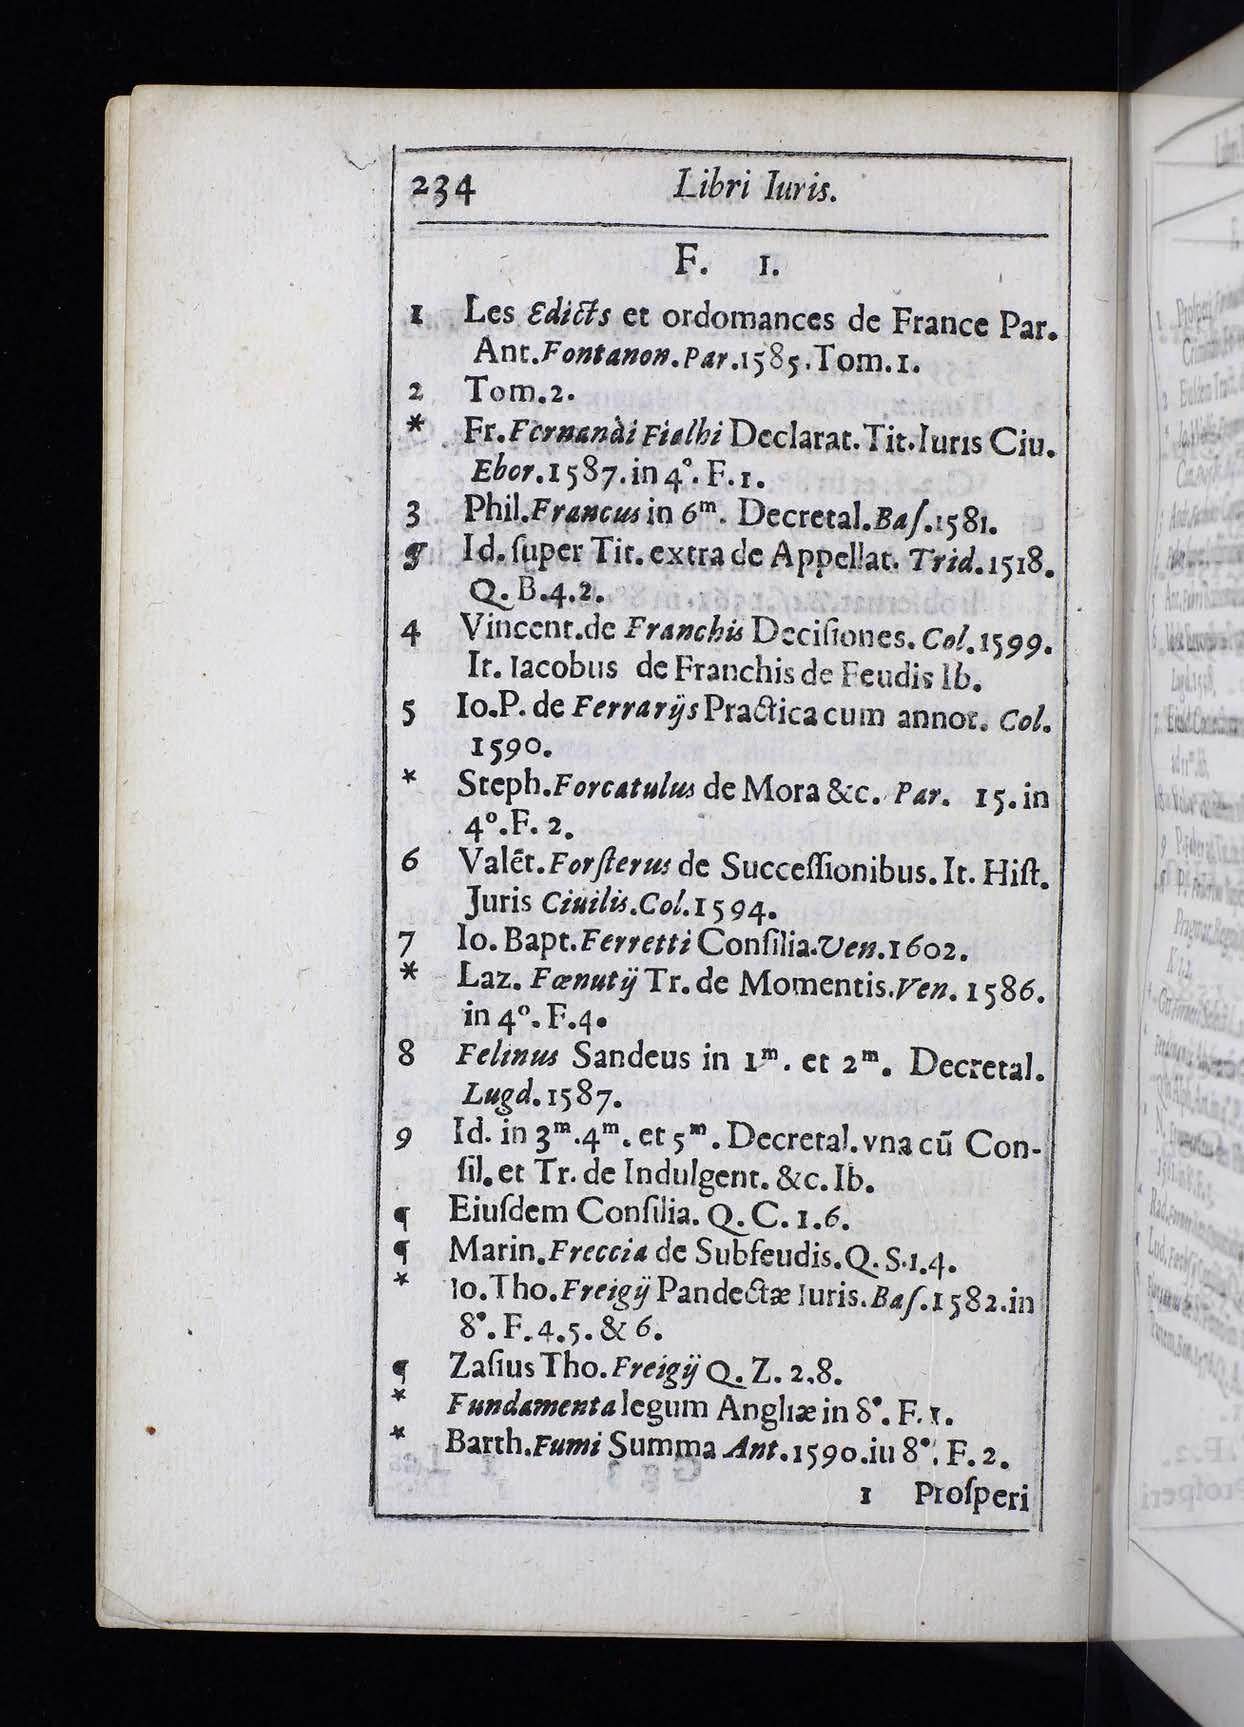 234 Libri Iuris.
F. 1.
1 Les Edicts et ordomances de France Par.
Ant.Fontanon.Par.1585.Tom.1.
2 Tom.2.
* Fr.Fernandi Fialhi Declarat.Tit.Iuris Ciu.
Ebor.1587.in 4°.F.1.
3 Phil.Francus in 6ᵐ. Decretal.Baſ.1581.
¶ Id.ſuper Tit.extra de Appellat. Trid.1518.
Q.B.4.2.
4 Vincent.de Franchis Deciſiones. Col.1599.
It. Iacobus de Franchis de Feudis Ib.
5 Io.P. de Ferrarijs Practica cum annot. Col.
1590.
* Steph.Forcatulus de Mora &c. Par. 15.in
4°.F.2.
6 Valēt.Forſterus de Succeſſionibus. It. Hiſt.
Juris Ciuilis.Col.1594.
7 Io. Bapt.Ferretti Conſilia.Ven.1602.
* Laz. Fœnutij Tr.de Momentis.Ven. 1586.
in 4°.F.4.
8 Felinus Sandeus in 1ᵐ. et 2ᵐ. Decretal.
Lugd.1587.
9 Id. in 3ᵐ.4ᵐ. et 5ᵐ. Decretal. vna cū Con-
ſil.et Tr. de Indulgent. &c. Ib.
¶ Eiuſdem Conſilia. Q.C.1.6.
¶ Marin.Freccia de Subfeudis.Q.S.1.4.
* Io.Tho.Freigij Pandectæ Iuris.Baſ.1582.in
8°.F.4.5.& 6.
¶ Zaſius Tho.Freigij Q.Z.2.8.
* Fundamenta legum Angliæ in 8°. F.1.
* Barth.Fumi Summa Ant.1590.iu 8°. F.2.
1 Proſperi